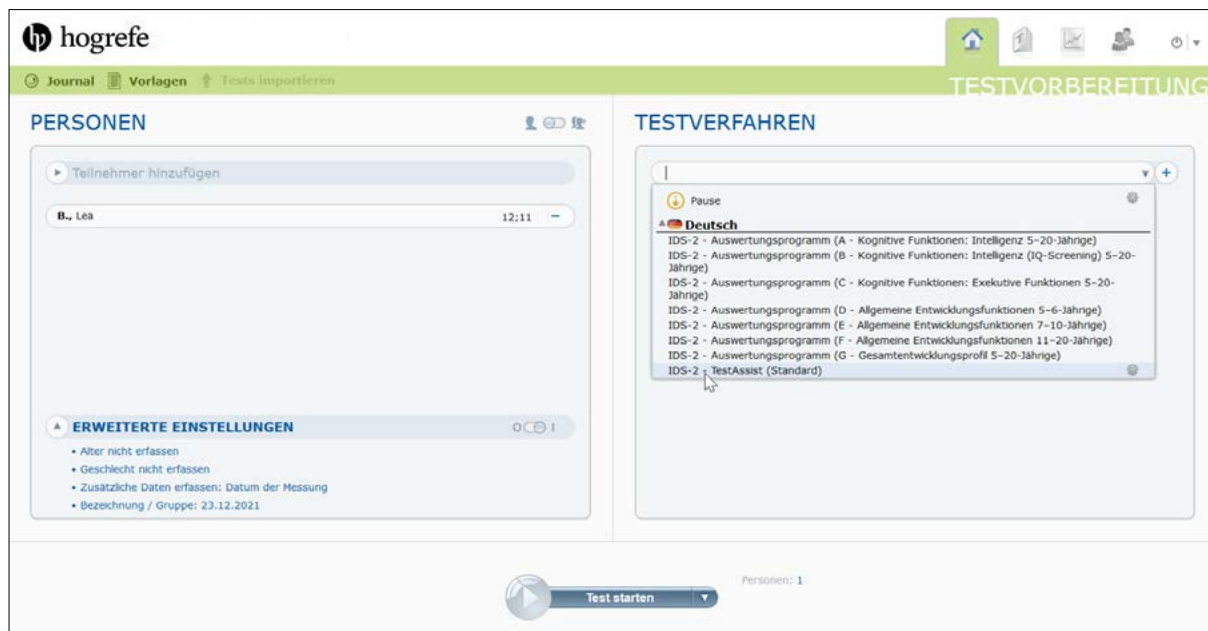 hogrefe
Journal Vorlagen Tests importieren
TESTVORBEREITUNG
PERSONEN
Teilnehmer hinzufügen
B., Lea 12;11
ERWEITERTE EINSTELLUNGEN
• Alter nicht erfassen
• Geschlecht nicht erfassen
• Zusätzliche Daten erfassen: Datum der Messung
• Bezeichnung / Gruppe: 23.12.2021
TESTVERFAHREN
Pause
Deutsch
IDS-2 - Auswertungsprogramm (A - Kognitive Funktionen: Intelligenz 5–20-Jährige)
IDS-2 - Auswertungsprogramm (B - Kognitive Funktionen: Intelligenz (IQ-Screening) 5–20-
Jährige)
IDS-2 - Auswertungsprogramm (C - Kognitive Funktionen: Exekutive Funktionen 5–20-
Jährige)
IDS-2 - Auswertungsprogramm (D - Allgemeine Entwicklungsfunktionen 5–6-Jährige)
IDS-2 - Auswertungsprogramm (E - Allgemeine Entwicklungsfunktionen 7–10-Jährige)
IDS-2 - Auswertungsprogramm (F - Allgemeine Entwicklungsfunktionen 11–20-Jährige)
IDS-2 - Auswertungsprogramm (G - Gesamtentwicklungsprofil 5–20-Jährige)
IDS-2 - TestAssist (Standard)
Test starten
Personen: 1